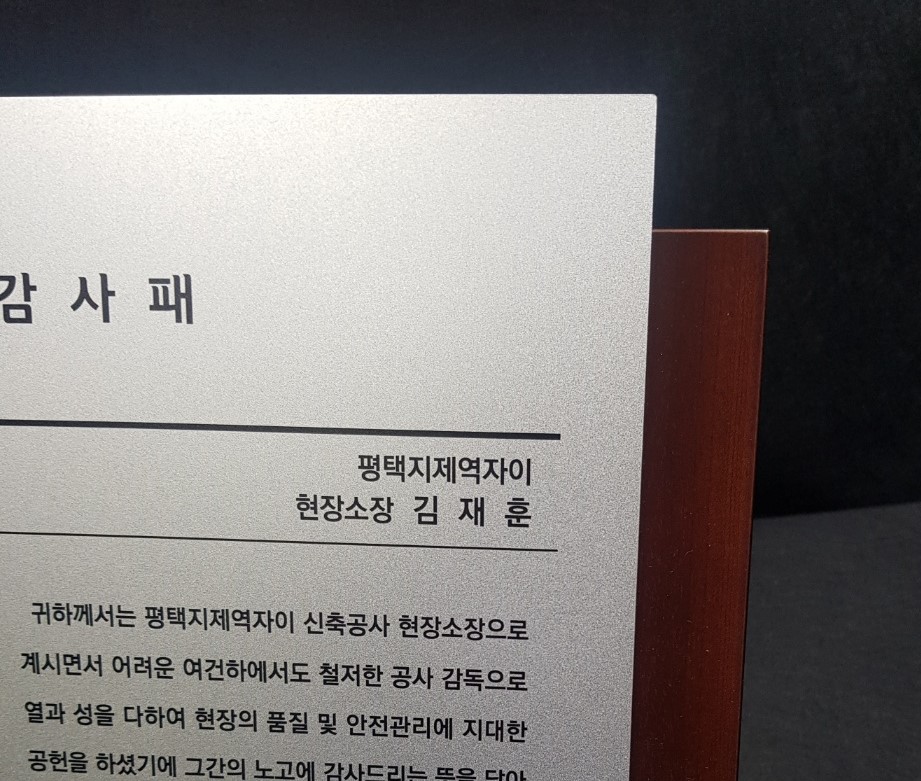 감 사 패
평택지제역자이
현장소장 김 재 훈
귀하께서는 평택지제역자이 신축공사 현장소장으로
계시면서 어려운 여건하에서도 철저한 공사 감독으로
열과 성을 다하여 현장의 품질 및 안전관리에 지대한
공헌을 하셨기에 그간의 노고에 감사드리는 뜻을 담아